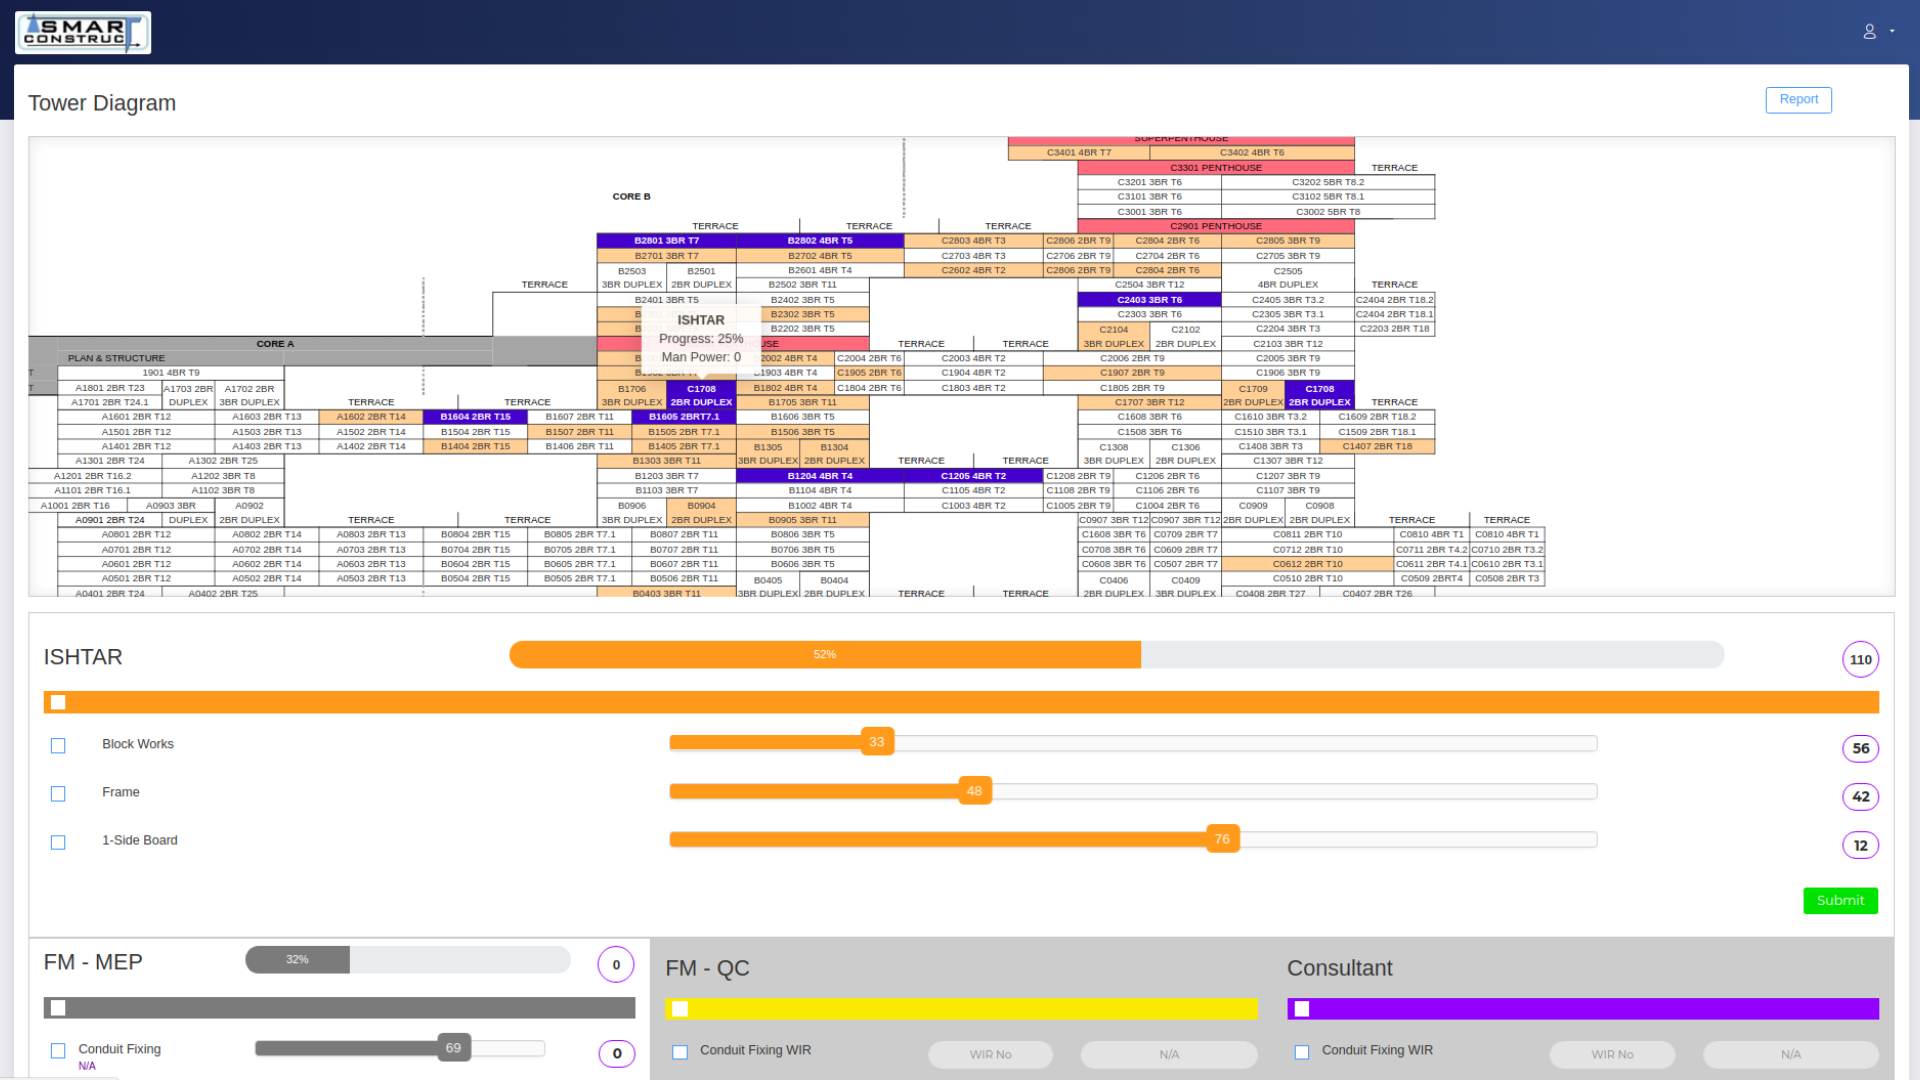 SMART
CONSTRUCT
Tower Diagram
Report
SUPERPENTHOUSE
C3401 4BR T7 C3402 4BR T6
C3301 PENTHOUSE TERRACE
C3201 3BR T6 C3202 5BR T8.2
CORE B C3101 3BR T6 C3102 5BR T8.1
C3001 3BR T6 C3002 5BR T8
TERRACE TERRACE TERRACE C2901 PENTHOUSE
B2801 3BR T7 B2802 4BR T5 C2803 4BR T3 C2806 2BR T9 C2804 2BR T6 C2805 3BR T9
B2701 3BR T7 B2702 4BR T5 C2703 4BR T3 C2706 2BR T9 C2704 2BR T6 C2705 3BR T9
B2503 B2501 B2601 4BR T4 C2602 4BR T2 C2806 2BR T9 C2804 2BR T6 C2505
TERRACE 3BR DUPLEX 2BR DUPLEX B2502 3BR T11 C2504 3BR T12 4BR DUPLEX TERRACE
B2401 3BR T5 B2402 3BR T5 C2403 3BR T6 C2405 3BR T3.2 C2404 2BR T18.2
B2302 3BR T5 C2303 3BR T6 C2305 3BR T3.1 C2404 2BR T18.1
B2202 3BR T5 C2104 C2102 C2204 3BR T3 C2203 2BR T18
CORE A TERRACE TERRACE 3BR DUPLEX 2BR DUPLEX C2103 3BR T12
PLAN & STRUCTURE 2002 4BR T4 C2004 2BR T6 C2003 4BR T2 C2006 2BR T9 C2005 3BR T9
T 1901 4BR T9 B1903 4BR T4 C1905 2BR T6 C1904 4BR T2 C1907 2BR T9 C1906 3BR T9
T A1801 2BR T23 A1703 2BR A1702 2BR B1706 C1708 B1802 4BR T4 C1804 2BR T6 C1803 4BR T2 C1805 2BR T9 C1709 C1708
A1701 2BR T24.1 DUPLEX 3BR DUPLEX TERRACE TERRACE 3BR DUPLEX 2BR DUPLEX B1705 3BR T11 C1707 3BR T12 2BR DUPLEX 2BR DUPLEX TERRACE
A1601 2BR T12 A1603 2BR T13 A1602 2BR T14 B1604 2BR T15 B1607 2BR T11 B1605 2BRT7.1 B1606 3BR T5 C1608 3BR T6 C1610 3BR T3.2 C1609 2BR T18.2
A1501 2BR T12 A1503 2BR T13 A1502 2BR T14 B1504 2BR T15 B1507 2BR T11 B1505 2BR T7.1 B1506 3BR T5 C1508 3BR T6 C1510 3BR T3.1 C1509 2BR T18.1
A1401 2BR T12 A1403 2BR T13 A1402 2BR T14 B1404 2BR T15 B1406 2BR T11 B1405 2BR T7.1 B1305 B1304 C1308 C1306 C1408 3BR T3 C1407 2BR T18
A1301 2BR T24 A1302 2BR T25 B1303 3BR T11 3BR DUPLEX 2BR DUPLEX TERRACE TERRACE 3BR DUPLEX 2BR DUPLEX C1307 3BR T12
A1201 2BR T16.2 A1202 3BR T8 B1203 3BR T7 B1204 4BR T4 C1205 4BR T2 C1208 2BR T9 C1206 2BR T6 C1207 3BR T9
A1101 2BR T16.1 A1102 3BR T8 B1103 3BR T7 B1104 4BR T4 C1105 4BR T2 C1108 2BR T9 C1106 2BR T6 C1107 3BR T9
A1001 2BR T16 A0903 3BR A0902 B0906 B0904 B1002 4BR T4 C1003 4BR T2 C1005 2BR T9 C1004 2BR T6 C0909 C0908
A0901 2BR T24 DUPLEX 2BR DUPLEX TERRACE TERRACE 3BR DUPLEX 2BR DUPLEX B0905 3BR T11 C0907 3BR T12 C0907 3BR T12 2BR DUPLEX 2BR DUPLEX TERRACE TERRACE
A0801 2BR T12 A0802 2BR T14 A0803 2BR T13 B0804 2BR T15 B0805 2BR T7.1 B0807 2BR T11 B0806 3BR T5 C1608 3BR T6 C0709 2BR T7 C0811 2BR T10 C0810 4BR T1 C0810 4BR T1
A0701 2BR T12 A0702 2BR T14 A0703 2BR T13 B0704 2BR T15 B0705 2BR T7.1 B0707 2BR T11 B0706 3BR T5 C0708 3BR T6 C0609 2BR T7 C0712 2BR T10 C0711 2BR T4.2 C0710 2BR T3.2
A0601 2BR T12 A0602 2BR T14 A0603 2BR T13 B0604 2BR T15 B0605 2BR T7.1 B0607 2BR T11 B0606 3BR T5 C0608 3BR T6 C0507 2BR T7 C0612 2BR T10 C0611 2BR T4.1 C0610 2BR T3.1
A0501 2BR T12 A0502 2BR T14 A0503 2BR T13 B0504 2BR T15 B0505 2BR T7.1 B0506 2BR T11 B0405 B0404 C0406 C0409 C0510 2BR T10 C0509 2BRT4 C0508 2BR T3
A0401 2BR T24 A0402 2BR T25 B0403 3BR T11 3BR DUPLEX 2BR DUPLEX TERRACE TERRACE 2BR DUPLEX 3BR DUPLEX C0408 2BR T27 C0407 2BR T26
ISHTAR
Progress: 25%
Man Power: 0
ISHTAR 52% 110
Block Works 33 56
Frame 48 42
1-Side Board 76 12
Submit
FM - MEP 32% 0
Conduit Fixing 69 0
N/A
FM - QC
Conduit Fixing WIR WIR No N/A
Consultant
Conduit Fixing WIR WIR No N/A